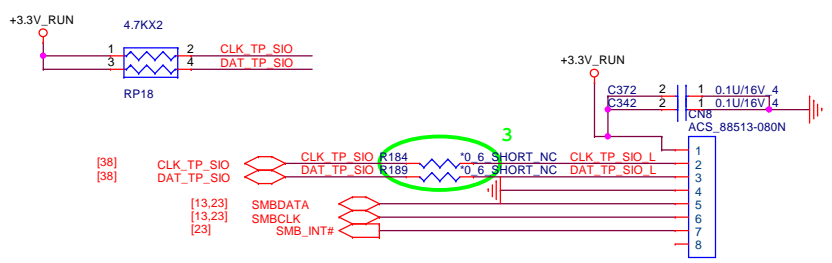 +3.3V_RUN
4.7KX2
1 2 CLK_TP_SIO
3 4 DAT_TP_SIO
RP18
+3.3V_RUN
C372 2 1 0.1U/16V_4
C342 2 1 0.1U/16V_4
CN8
ACS_88513-080N
3
1
[38] CLK_TP_SIO CLK_TP_SIO R184 *0_6_SHORT_NC CLK_TP_SIO_L 2
[38] DAT_TP_SIO DAT_TP_SIO R189 *0_6_SHORT_NC DAT_TP_SIO_L 3
4
[13,23] SMBDATA 5
[13,23] SMBCLK 6
[23] SMB_INT# 7
8